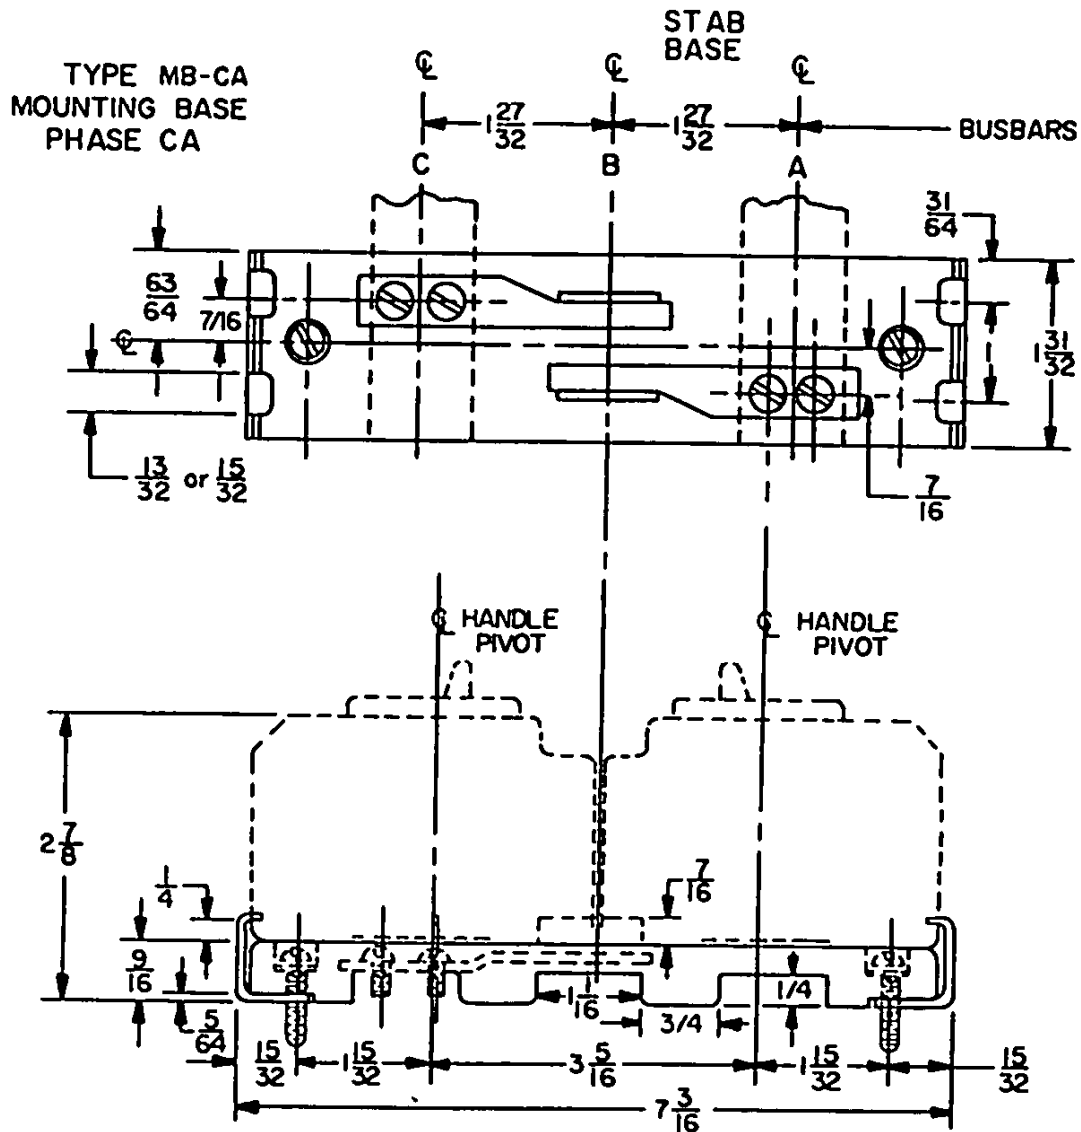 STAB
BASE
TYPE MB-CA
MOUNTING BASE
PHASE CA
℄
℄
℄
1 27/32
1 27/32
BUSBARS
C
B
A
31/64
63/64
7/16
℄
1 31/32
13/32 or 15/32
7/16
℄ HANDLE
PIVOT
℄ HANDLE
PIVOT
2 7/8
1/4
7/16
9/16
1 1/16
1/4
5/64
3/4
15/32
1 15/32
3 5/16
1 15/32
15/32
7 3/16